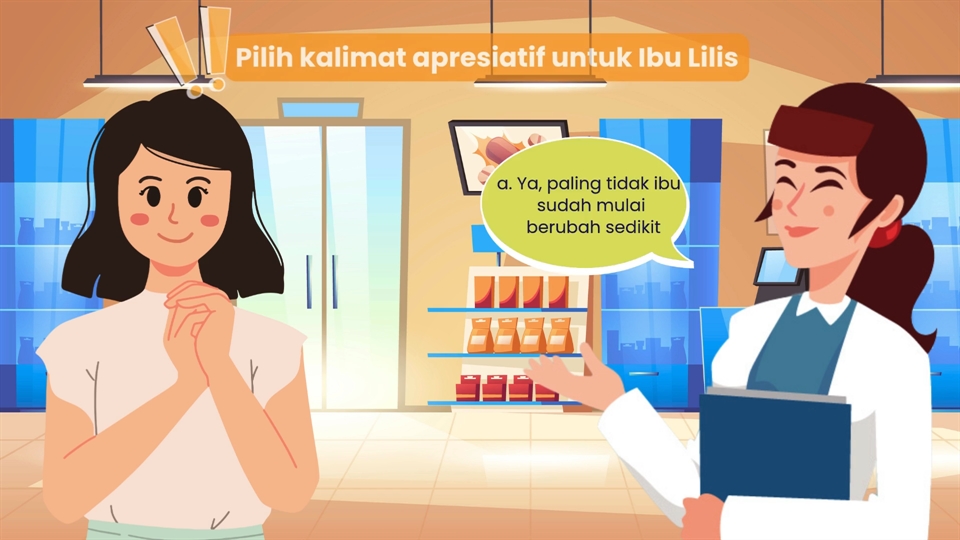 Pilih kalimat apresiatif untuk Ibu Lilis
a. Ya, paling tidak ibu
sudah mulai
berubah sedikit